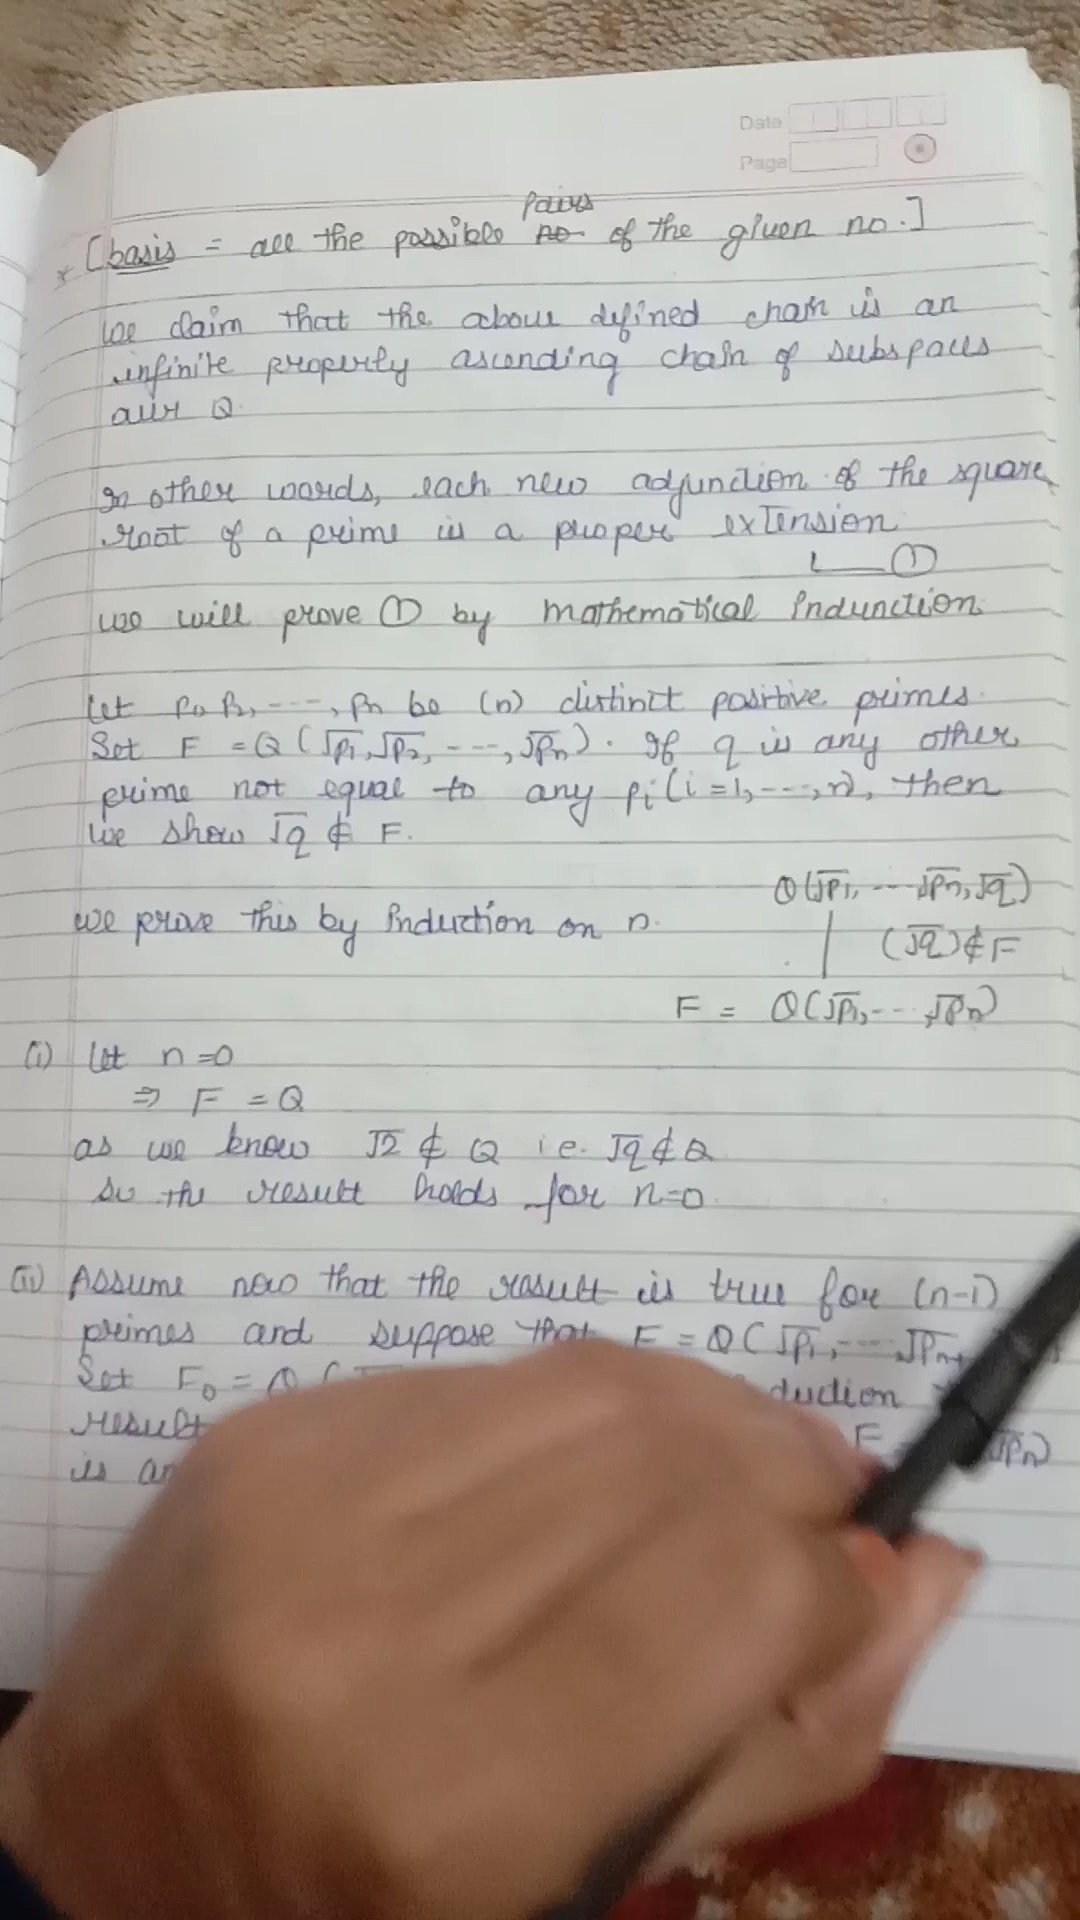 Date
Page
pairs
* [basis = all the possible no of the given no.]
we claim that the above defined chain is an
infinite property ascending chain of subspaces
over Q.
In other words, each new adjunction of the square
root of a prime is a proper extension
①
we will prove ① by mathematical Indunction.
Let p1, p2, ----, pn be (n) distinct positive primes.
Set F = Q(√p1, √p2, ---, √pn). If q is any other
prime not equal to any pi (i=1, ---, n), then
we show √q ∉ F.
Q(√p1, --- √pn, √q)
we prove this by Induction on n.
(√q) ∉ F
F = Q(√p1, --- , √pn)
(i) Let n=0
⇒ F = Q
as we know √2 ∉ Q i.e. √q ∉ Q
so the result holds for n=0.
(ii) Assume now that the result is true for (n-1)
primes and suppose that F = Q(√p1, ---
Set F0 = Q(
duction
result
F
√pn)
is an